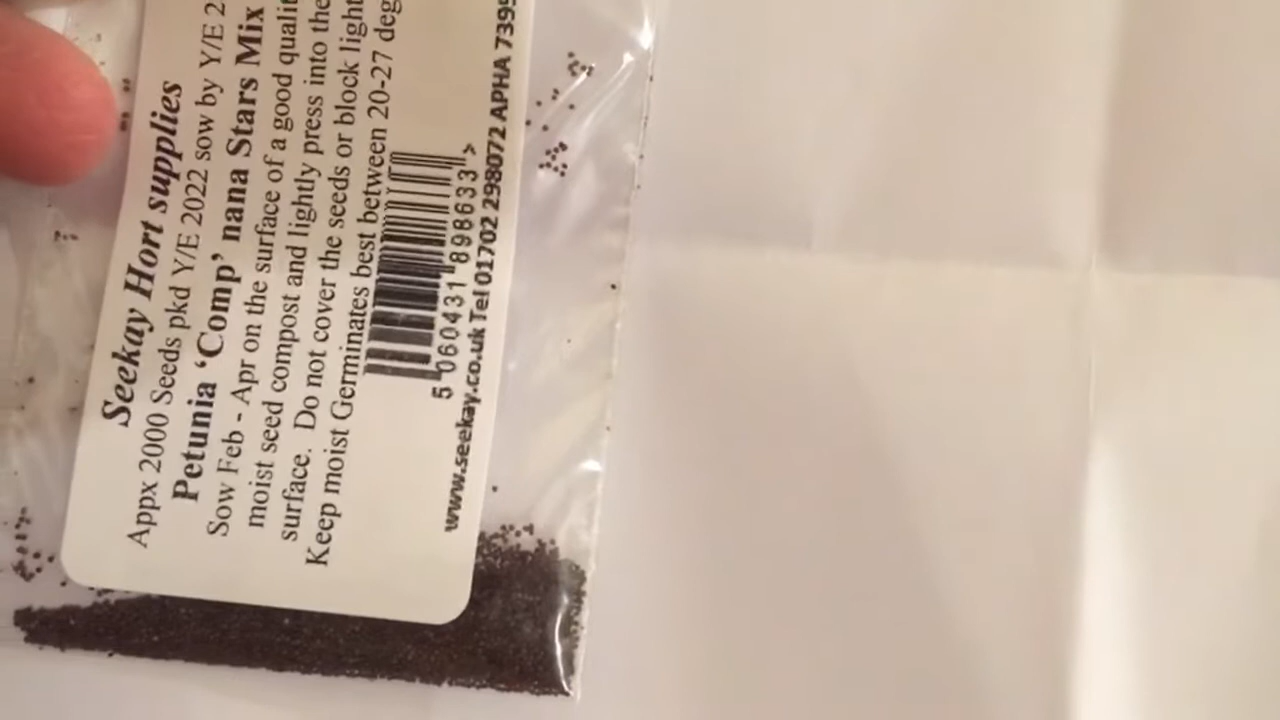 Seekay Hort supplies
Appx 2000 Seeds pkd Y/E 2022 sow by Y/E 2
Petunia ‘Comp’ nana Stars Mix
Sow Feb - Apr on the surface of a good qualit
moist seed compost and lightly press into the
surface. Do not cover the seeds or block light
Keep moist Germinates best between 20-27 deg
5 060431 898633 >
www.seekay.co.uk Tel 01702 298072 APHA 7399